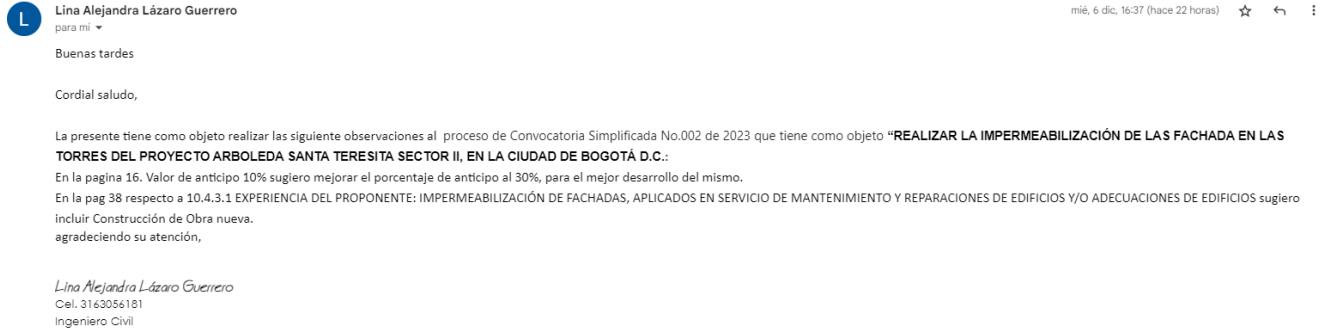 L
Lina Alejandra Lázaro Guerrero
mié, 6 dic, 16:37 (hace 22 horas)
para mí
Buenas tardes
Cordial saludo,
La presente tiene como objeto realizar las siguiente observaciones al proceso de Convocatoria Simplificada No.002 de 2023 que tiene como objeto “REALIZAR LA IMPERMEABILIZACIÓN DE LAS FACHADA EN LAS
TORRES DEL PROYECTO ARBOLEDA SANTA TERESITA SECTOR II, EN LA CIUDAD DE BOGOTÁ D.C.:
En la pagina 16. Valor de anticipo 10% sugiero mejorar el porcentaje de anticipo al 30%, para el mejor desarrollo del mismo.
En la pag 38 respecto a 10.4.3.1 EXPERIENCIA DEL PROPONENTE: IMPERMEABILIZACIÓN DE FACHADAS, APLICADOS EN SERVICIO DE MANTENIMIENTO Y REPARACIONES DE EDIFICIOS Y/O ADECUACIONES DE EDIFICIOS sugiero
incluir Construcción de Obra nueva.
agradeciendo su atención,
Lina Alejandra Lázaro Guerrero
Cel. 3163056181
Ingeniero Civil